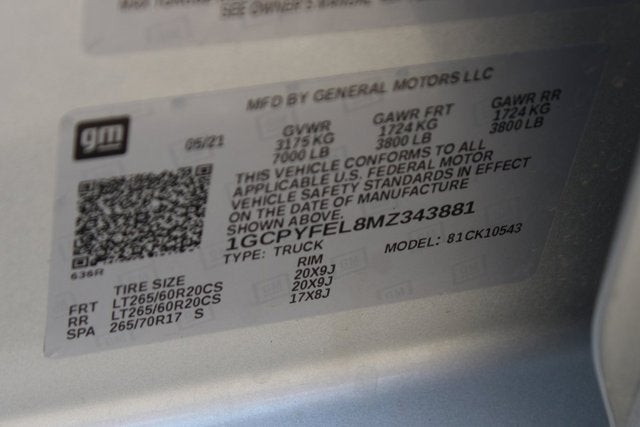 SEE OWNER'S MANUAL
MFD BY GENERAL MOTORS LLC
gm
05/21
GVWR GAWR FRT GAWR RR
3175 KG 1724 KG 1724 KG
7000 LB 3800 LB 3800 LB
THIS VEHICLE CONFORMS TO ALL
APPLICABLE U.S. FEDERAL MOTOR
VEHICLE SAFETY STANDARDS IN EFFECT
ON THE DATE OF MANUFACTURE
SHOWN ABOVE.
1GCPYFEL8MZ343881
TYPE: TRUCK MODEL: 81CK10543
636R
TIRE SIZE RIM
FRT LT265/60R20CS 20X9J
RR LT265/60R20CS 20X9J
SPA 265/70R17 S 17X8J